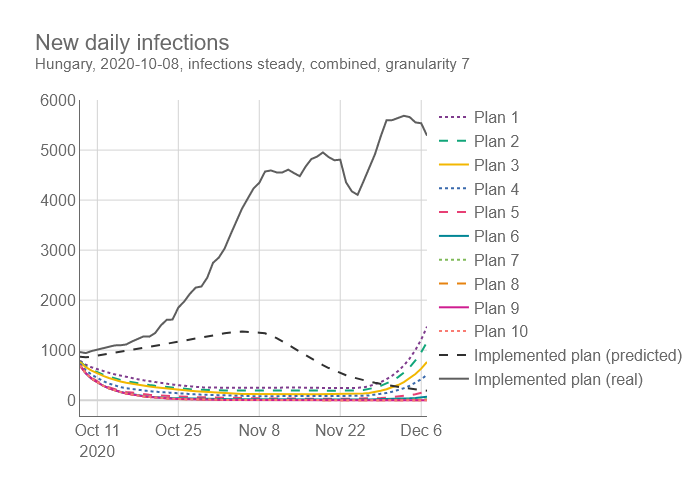 New daily infections
Hungary, 2020-10-08, infections steady, combined, granularity 7
6000
5000
4000
3000
2000
1000
0
Oct 11
2020
Oct 25
Nov 8
Nov 22
Dec 6
Plan 1
Plan 2
Plan 3
Plan 4
Plan 5
Plan 6
Plan 7
Plan 8
Plan 9
Plan 10
Implemented plan (predicted)
Implemented plan (real)